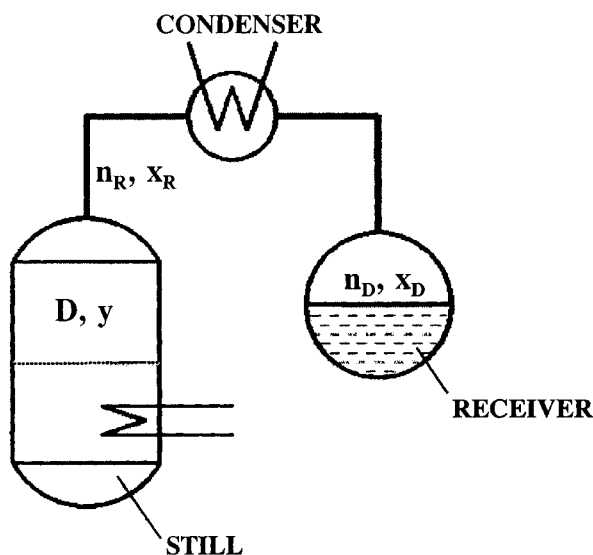 CONDENSER
n_R, x_R
D, y
n_D, x_D
RECEIVER
STILL